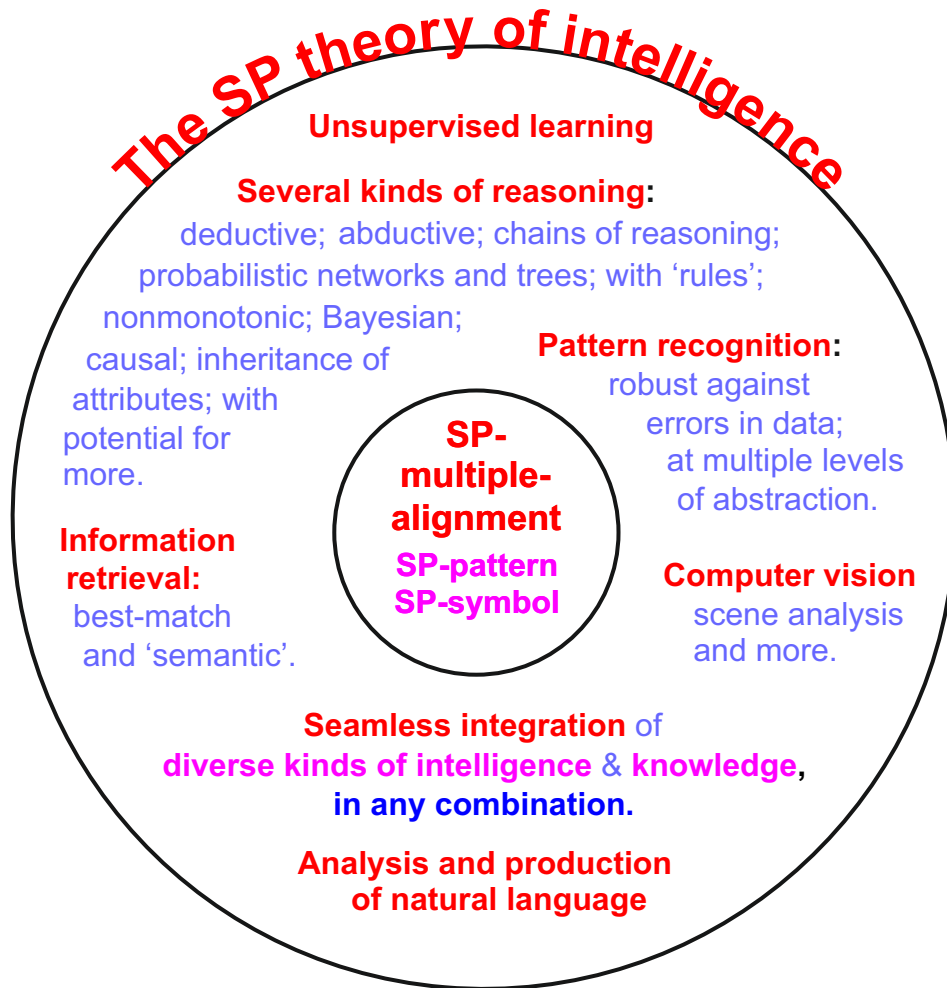 The SP theory of intelligence
Unsupervised learning
Several kinds of reasoning:
deductive; abductive; chains of reasoning;
probabilistic networks and trees; with ‘rules’;
nonmonotonic; Bayesian;
causal; inheritance of
attributes; with
potential for
more.
Pattern recognition:
robust against
errors in data;
at multiple levels
of abstraction.
SP-
multiple-
alignment
SP-pattern
SP-symbol
Information
retrieval:
best-match
and ‘semantic’.
Computer vision
scene analysis
and more.
Seamless integration of
diverse kinds of intelligence & knowledge,
in any combination.
Analysis and production
of natural language